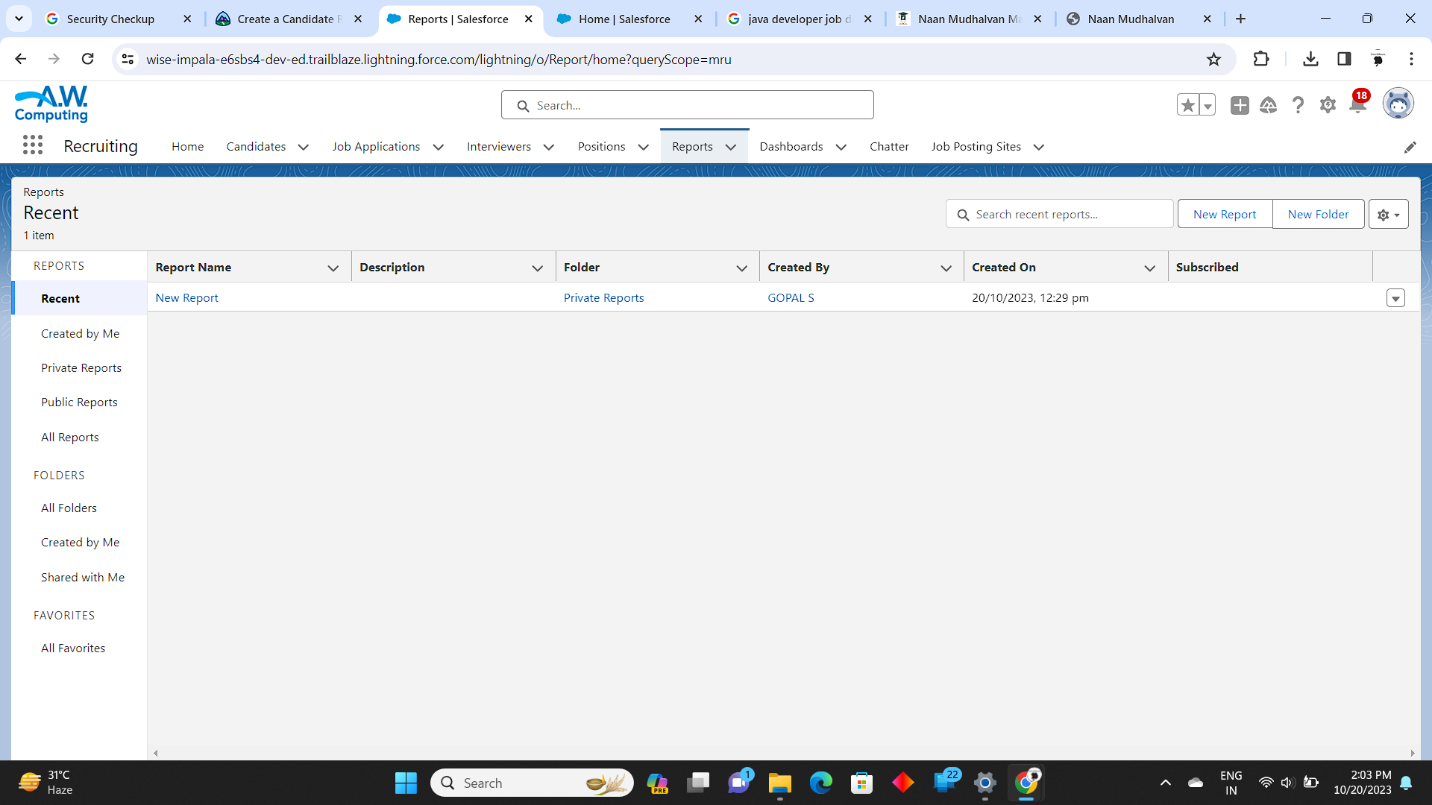 Security Checkup
Create a Candidate R
Reports | Salesforce
Home | Salesforce
java developer job d
Naan Mudhalvan Ma
Naan Mudhalvan
wise-impala-e6sbs4-dev-ed.trailblaze.lightning.force.com/lightning/o/Report/home?queryScope=mru
A.W.
Computing
Search...
18
Recruiting
Home
Candidates
Job Applications
Interviewers
Positions
Reports
Dashboards
Chatter
Job Posting Sites
Reports
Recent
1 item
Search recent reports...
New Report
New Folder
REPORTS
Recent
Created by Me
Private Reports
Public Reports
All Reports
FOLDERS
All Folders
Created by Me
Shared with Me
FAVORITES
All Favorites
Report Name
Description
Folder
Created By
Created On
Subscribed
New Report
Private Reports
GOPAL S
20/10/2023, 12:29 pm
31°C
Haze
Search
PRE
1
22
ENG
IN
2:03 PM
10/20/2023